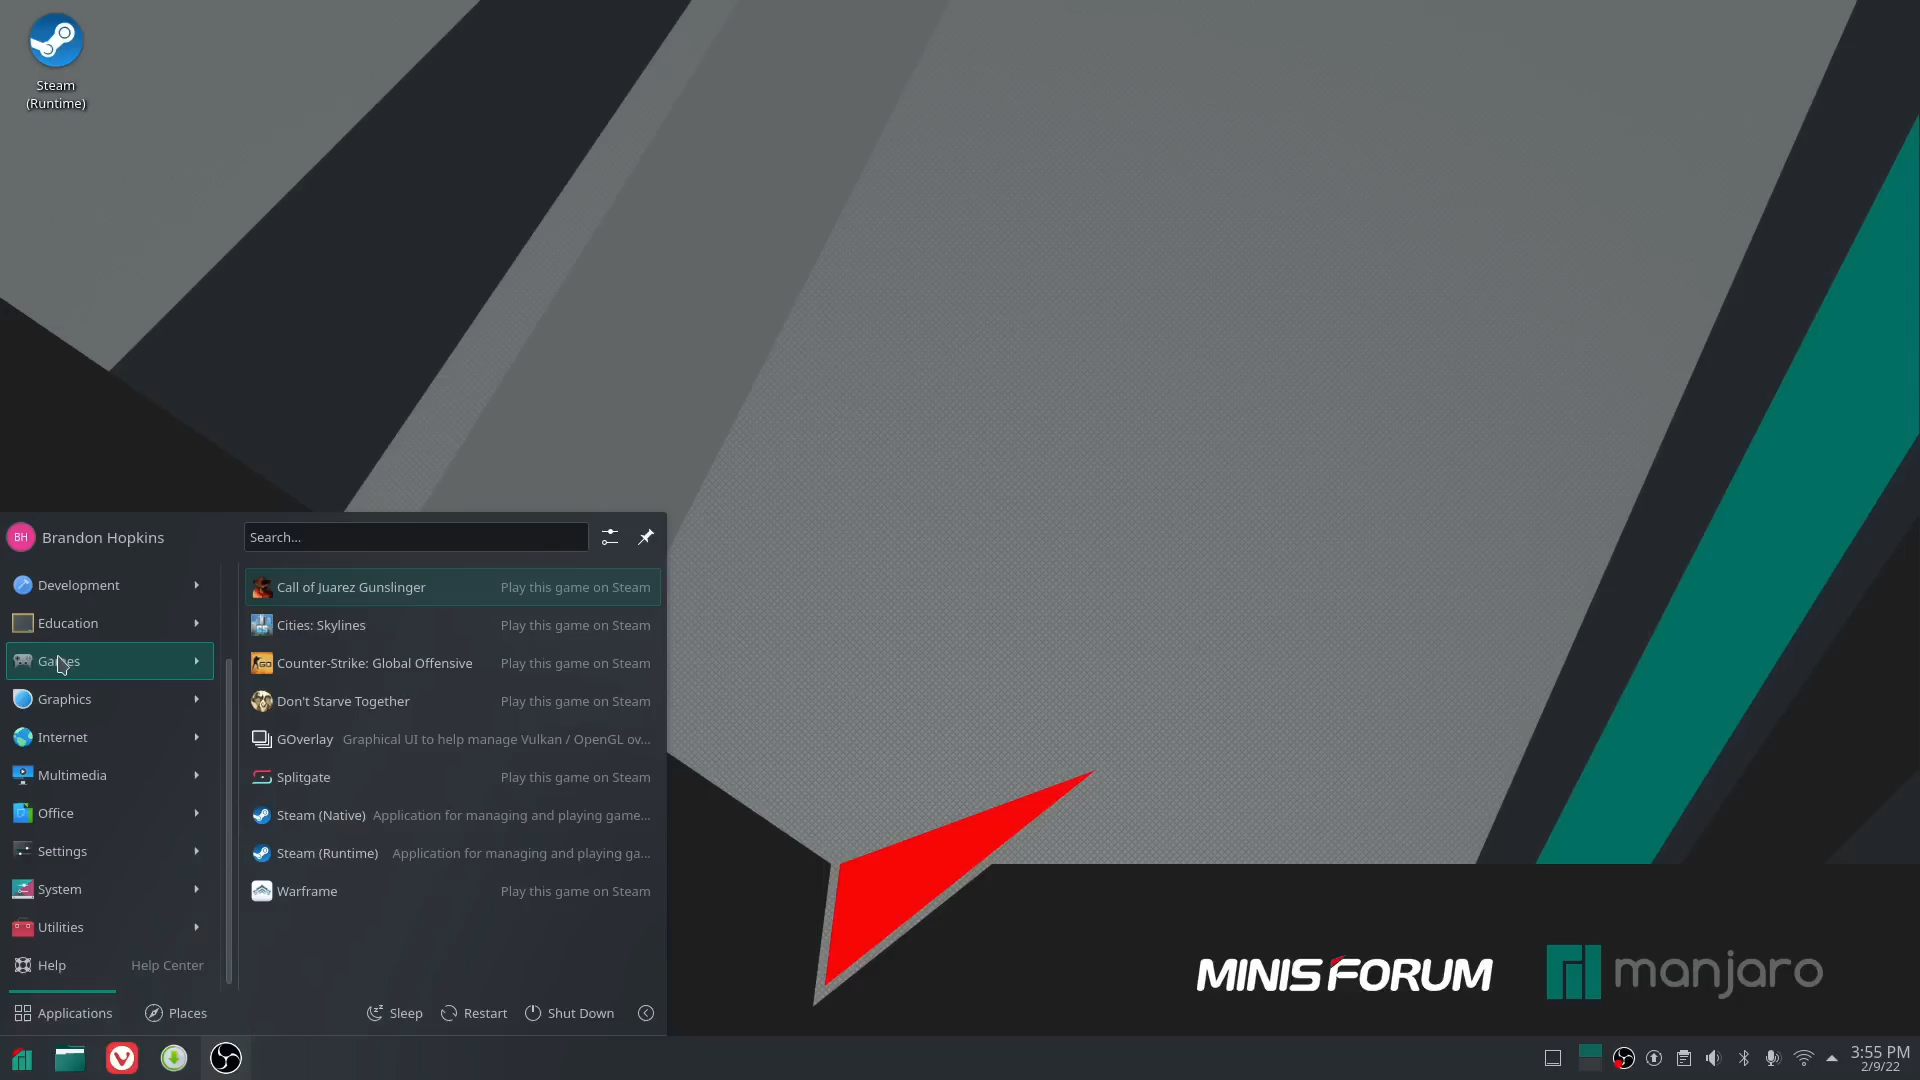 Steam
(Runtime)
BH Brandon Hopkins
Search...
Development
Education
Games
Graphics
Internet
Multimedia
Office
Settings
System
Utilities
Help Help Center
Call of Juarez Gunslinger Play this game on Steam
Cities: Skylines Play this game on Steam
Counter-Strike: Global Offensive Play this game on Steam
Don't Starve Together Play this game on Steam
GOverlay Graphical UI to help manage Vulkan / OpenGL ov...
Splitgate Play this game on Steam
Steam (Native) Application for managing and playing game...
Steam (Runtime) Application for managing and playing ga...
Warframe Play this game on Steam
Applications Places Sleep Restart Shut Down
MINISFORUM manjaro
3:55 PM
2/9/22